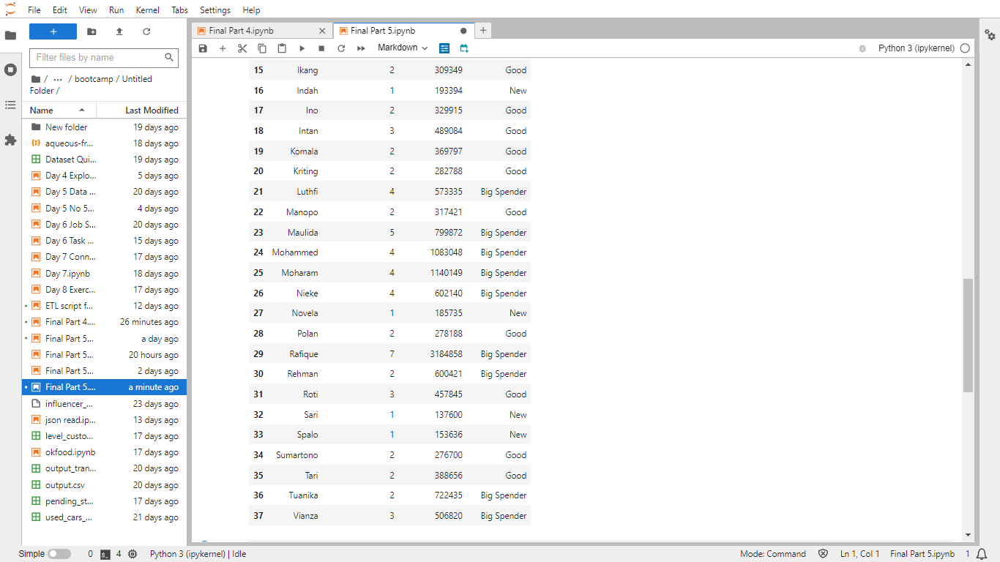 File Edit View Run Kernel Tabs Settings Help
Final Part 4.ipynb
Final Part 5.ipynb
Markdown
Python 3 (ipykernel)
Filter files by name
/ ... / bootcamp / Untitled
Folder /
Name Last Modified
New folder 19 days ago
aqueous-fr... 18 days ago
Dataset Qui... 19 days ago
Day 4 Explo... 5 days ago
Day 5 Data ... 20 days ago
Day 5 No 5... 4 days ago
Day 6 Job S... 20 days ago
Day 6 Task ... 15 days ago
Day 7 Conn... 17 days ago
Day 7.ipynb 18 days ago
Day 8 Exerc... 17 days ago
ETL script f... 12 days ago
Final Part 4.... 26 minutes ago
Final Part 5... a day ago
Final Part 5... 20 hours ago
Final Part 5... 2 days ago
Final Part 5.... a minute ago
influencer_... 23 days ago
json read.ip... 13 days ago
level_custo... 17 days ago
okfood.ipynb 17 days ago
output_tran... 20 days ago
output.csv 20 days ago
pending_st... 17 days ago
used_cars_... 21 days ago
15 Ikang 2 309349 Good
16 Indah 1 193394 New
17 Ino 2 329915 Good
18 Intan 3 489084 Good
19 Komala 2 369797 Good
20 Kriting 2 282788 Good
21 Luthfi 4 573335 Big Spender
22 Manopo 2 317421 Good
23 Maulida 5 799872 Big Spender
24 Mohammed 4 1083048 Big Spender
25 Moharam 4 1140149 Big Spender
26 Nieke 4 602140 Big Spender
27 Novela 1 185735 New
28 Polan 2 278188 Good
29 Rafique 7 3184858 Big Spender
30 Rehman 2 600421 Big Spender
31 Roti 3 457845 Good
32 Sari 1 137600 New
33 Spalo 1 153636 New
34 Sumartono 2 276700 Good
35 Tari 2 388656 Good
36 Tuanika 2 722435 Big Spender
37 Vianza 3 506820 Big Spender
Simple 0 4 Python 3 (ipykernel) | Idle Mode: Command Ln 1, Col 1 Final Part 5.ipynb 1